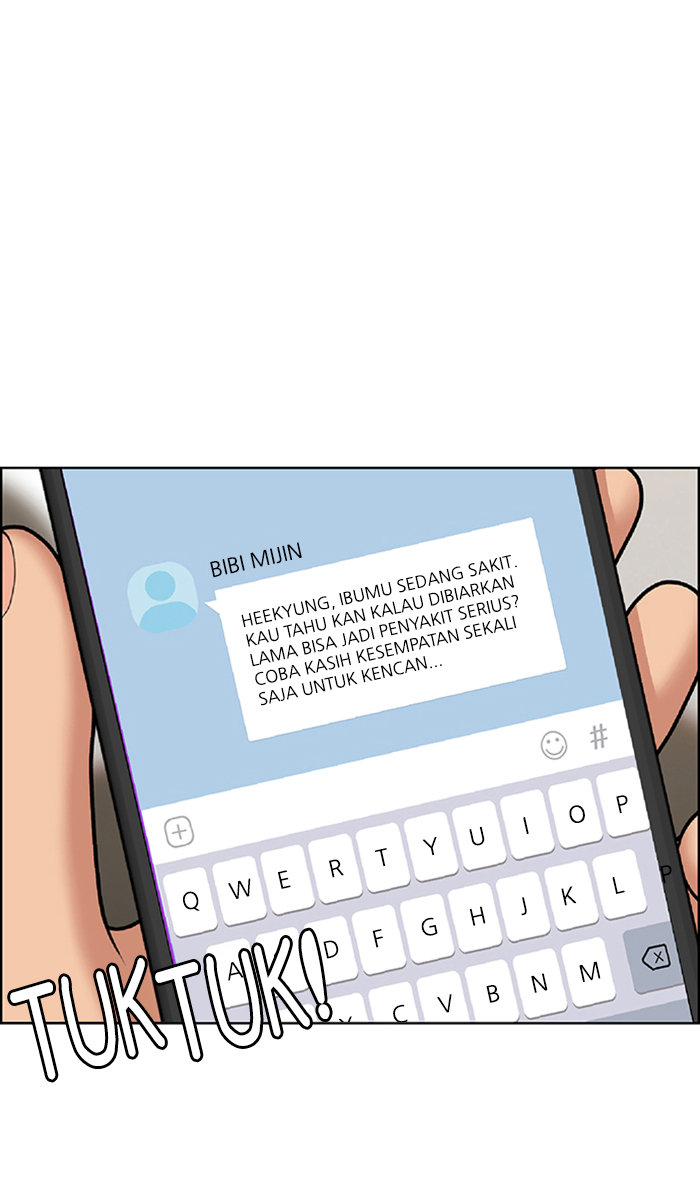 BIBI MIJIN
HEEKYUNG, IBUMU SEDANG SAKIT.
KAU TAHU KAN KALAU DIBIARKAN
LAMA BISA JADI PENYAKIT SERIUS?
COBA KASIH KESEMPATAN SEKALI
SAJA UNTUK KENCAN...
#
Q W E R T Y U I O P
A D F G H J K L P
C V B N M
TUKTUK!